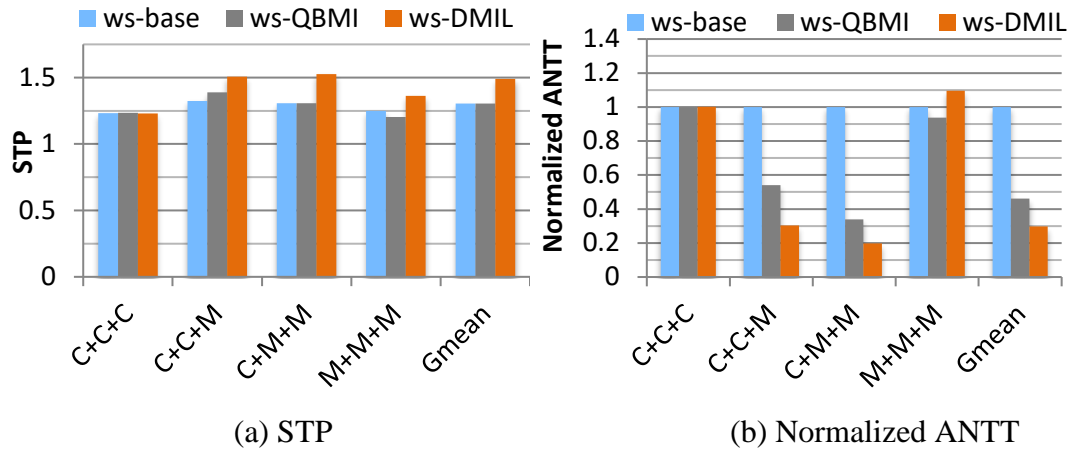 ws-base ws-QBMI ws-DMIL
STP
1.5
1
0.5
0
C+C+C
C+C+M
C+M+M
M+M+M
Gmean
(a) STP
ws-base ws-QBMI ws-DMIL
Normalized ANTT
1.4
1.2
1
0.8
0.6
0.4
0.2
0
C+C+C
C+C+M
C+M+M
M+M+M
Gmean
(b) Normalized ANTT